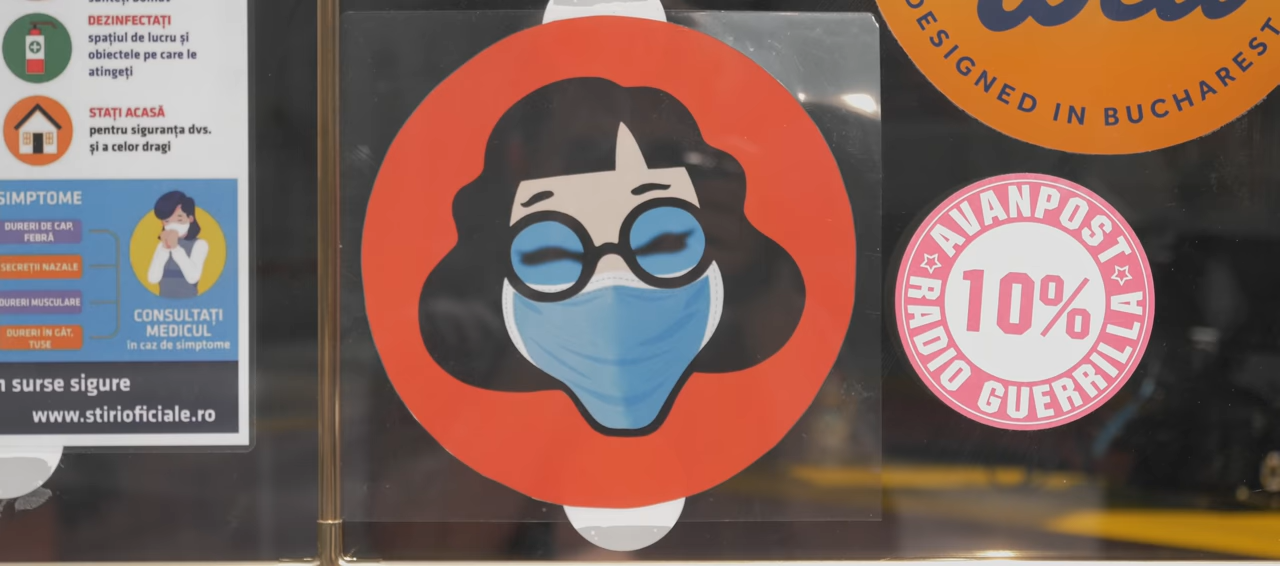 DEZINFECTAȚI
spațiul de lucru și
obiectele pe care le
atingeți
STAȚI ACASĂ
pentru siguranța dvs.
și a celor dragi
SIMPTOME
DURERI DE CAP,
FEBRĂ
SECREȚII NAZALE
DURERI MUSCULARE
DURERI ÎN GÂT,
TUSE
CONSULTAȚI
MEDICUL
în caz de simptome
surse sigure
www.stirioficiale.ro
DESIGNED IN BUCHAREST
AVANPOST
10%
RADIO GUERRILLA